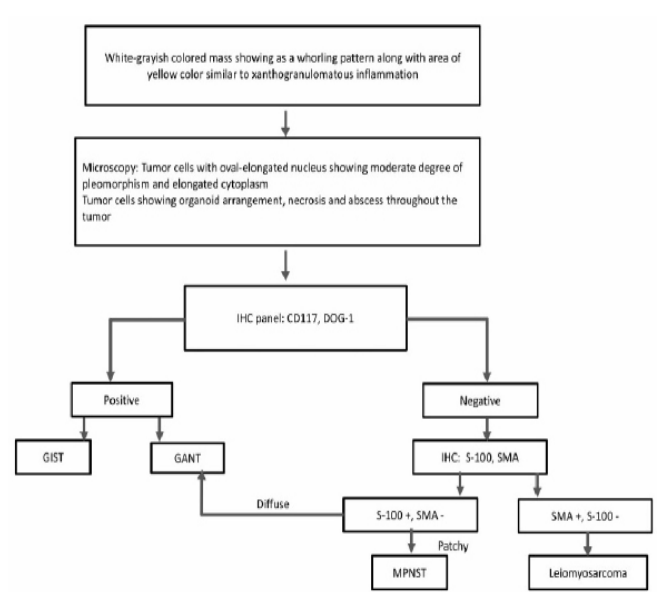 White-grayish colored mass showing as a whorling pattern along with area of
yellow color similar to xanthogranulomatous inflammation
Microscopy: Tumor cells with oval-elongated nucleus showing moderate degree of
pleomorphism and elongated cytoplasm
Tumor cells showing organoid arrangement, necrosis and abscess throughout the
tumor
IHC panel: CD117, DOG-1
Positive
Negative
GIST
GANT
IHC: S-100, SMA
Diffuse
S-100 +, SMA -
SMA +, S-100 -
Patchy
MPNST
Leiomyosarcoma